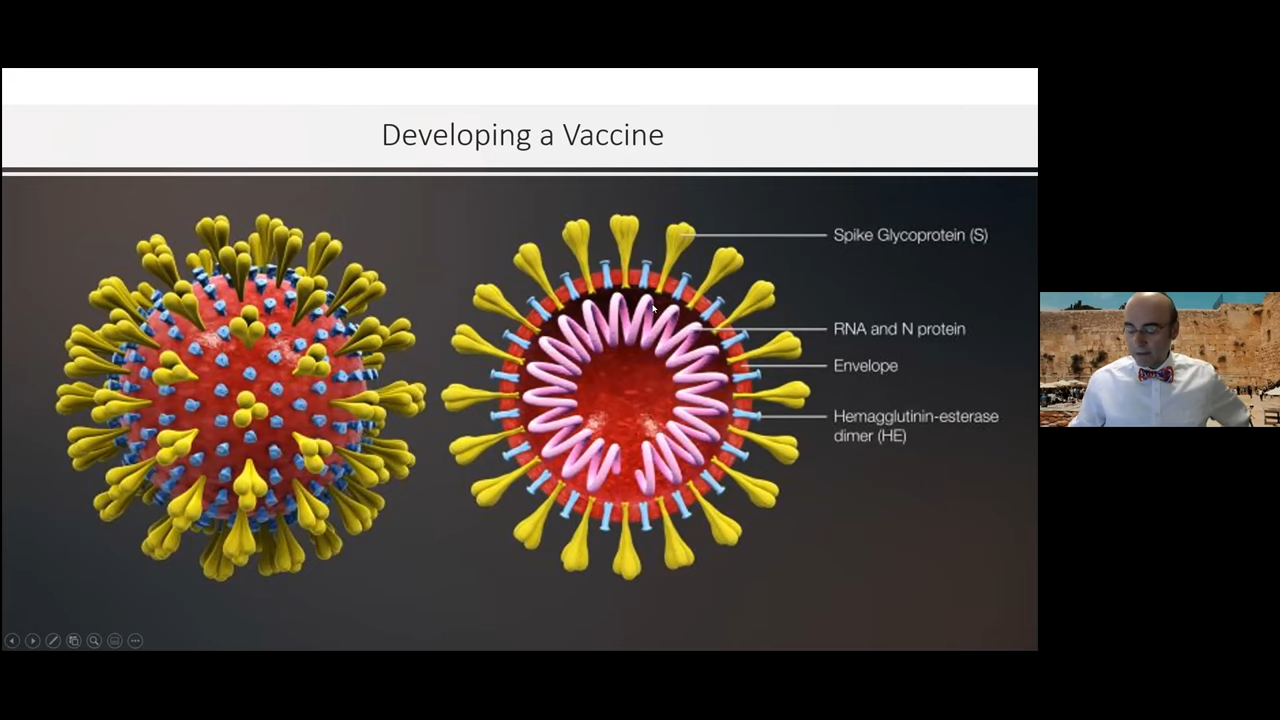 Developing a Vaccine
Spike Glycoprotein (S)
RNA and N protein
Envelope
Hemagglutinin-esterase
dimer (HE)